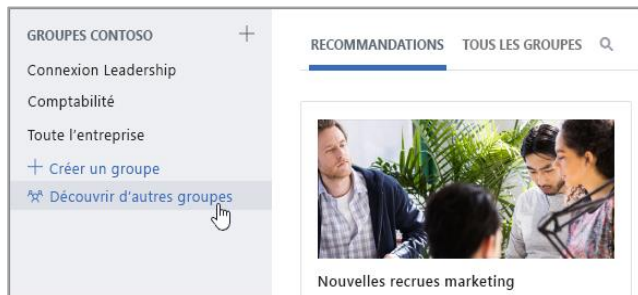 GROUPES CONTOSO
Connexion Leadership
Comptabilité
Toute l'entreprise
Créer un groupe
Découvrir d'autres groupes
RECOMMANDATIONS TOUS LES GROUPES
Nouvelles recrues marketing